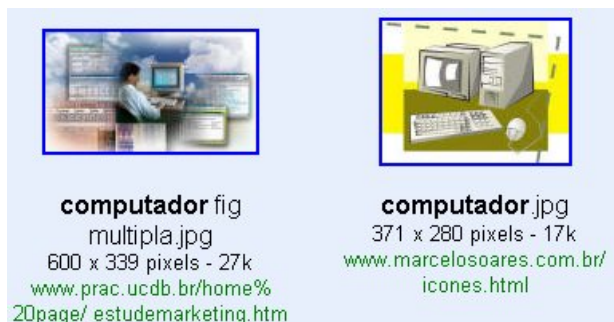 computador fig
multipla.jpg
600 x 339 pixels - 27k
www.prac.ucdb.br/home%
20page/ estudemarketing.htm
computador.jpg
371 x 280 pixels - 17k
www.marcelosoares.com.br/
icones.html